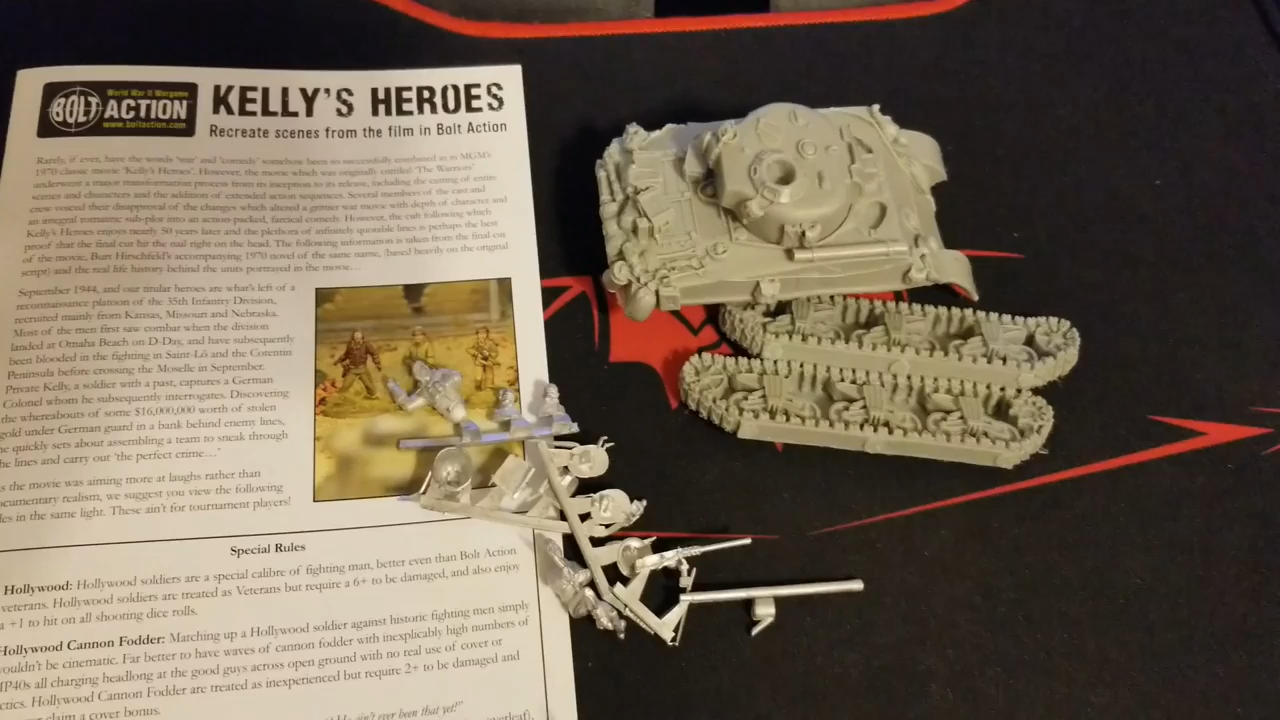 World War II Wargame
BOLT ACTION
www.boltaction.com
KELLY'S HEROES
Recreate scenes from the film in Bolt Action
Rarely, if ever, have the words 'war' and 'comedy' somehow been so successfully combined as in MGM's
1970 classic movie 'Kelly's Heroes'. However, the movie which was originally entitled 'The Warriors'
underwent a major transformation process from its inception to its release, including the cutting of entire
scenes and characters and the addition of extended action sequences. Several members of the cast and
crew voiced their disapproval of the changes which altered a grittier war movie with depth of character and
an integral romantic sub-plot into an action-packed, farcical comedy. However, the cult following which
Kelly's Heroes enjoys nearly 50 years later and the plethora of infinitely quotable lines is perhaps the best
proof that the final cut hit the nail right on the head. The following information is taken from the final cut
of the movie, Burt Hirschfeld's accompanying 1970 novel of the same name, (based heavily on the original
script) and the real life history behind the units portrayed in the movie…
September 1944, and our titular heroes are what's left of a
reconnaissance platoon of the 35th Infantry Division,
recruited mainly from Kansas, Missouri and Nebraska.
Most of the men first saw combat when the division
landed at Omaha Beach on D-Day, and have subsequently
been blooded in the fighting in Saint-Lô and the Corentin
Peninsula before crossing the Moselle in September.
Private Kelly, a soldier with a past, captures a German
Colonel whom he subsequently interrogates. Discovering
the whereabouts of some $16,000,000 worth of stolen
gold under German guard in a bank behind enemy lines,
he quickly sets about assembling a team to sneak through
the lines and carry out 'the perfect crime…'
s the movie was aiming more at laughs rather than
ocumentary realism, we suggest you view the following
les in the same light. These ain't for tournament players!
Special Rules
Hollywood: Hollywood soldiers are a special calibre of fighting man, better even than Bolt Action
veterans. Hollywood soldiers are treated as Veterans but require a 6+ to be damaged, and also enjoy
a +1 to hit on all shooting dice rolls.
Hollywood Cannon Fodder: Matching up a Hollywood soldier against historic fighting men simply
ouldn't be cinematic. Far better to have waves of cannon fodder with inexplicably high numbers of
MP40s all charging headlong at the good guys across open ground with no real use of cover or
ctics. Hollywood Cannon Fodder are treated as inexperienced but require 2+ to be damaged and
claim a cover bonus.
ain't ever been that yet!"
overleaf),